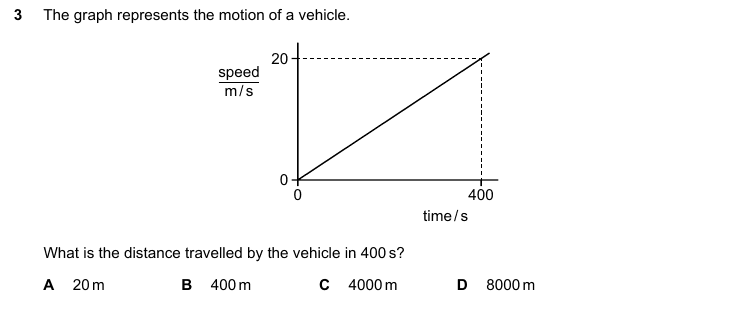 3 The graph represents the motion of a vehicle.
20
speed
m/s
0
0 400
time/s
What is the distance travelled by the vehicle in 400 s?
A 20 m B 400 m C 4000 m D 8000 m